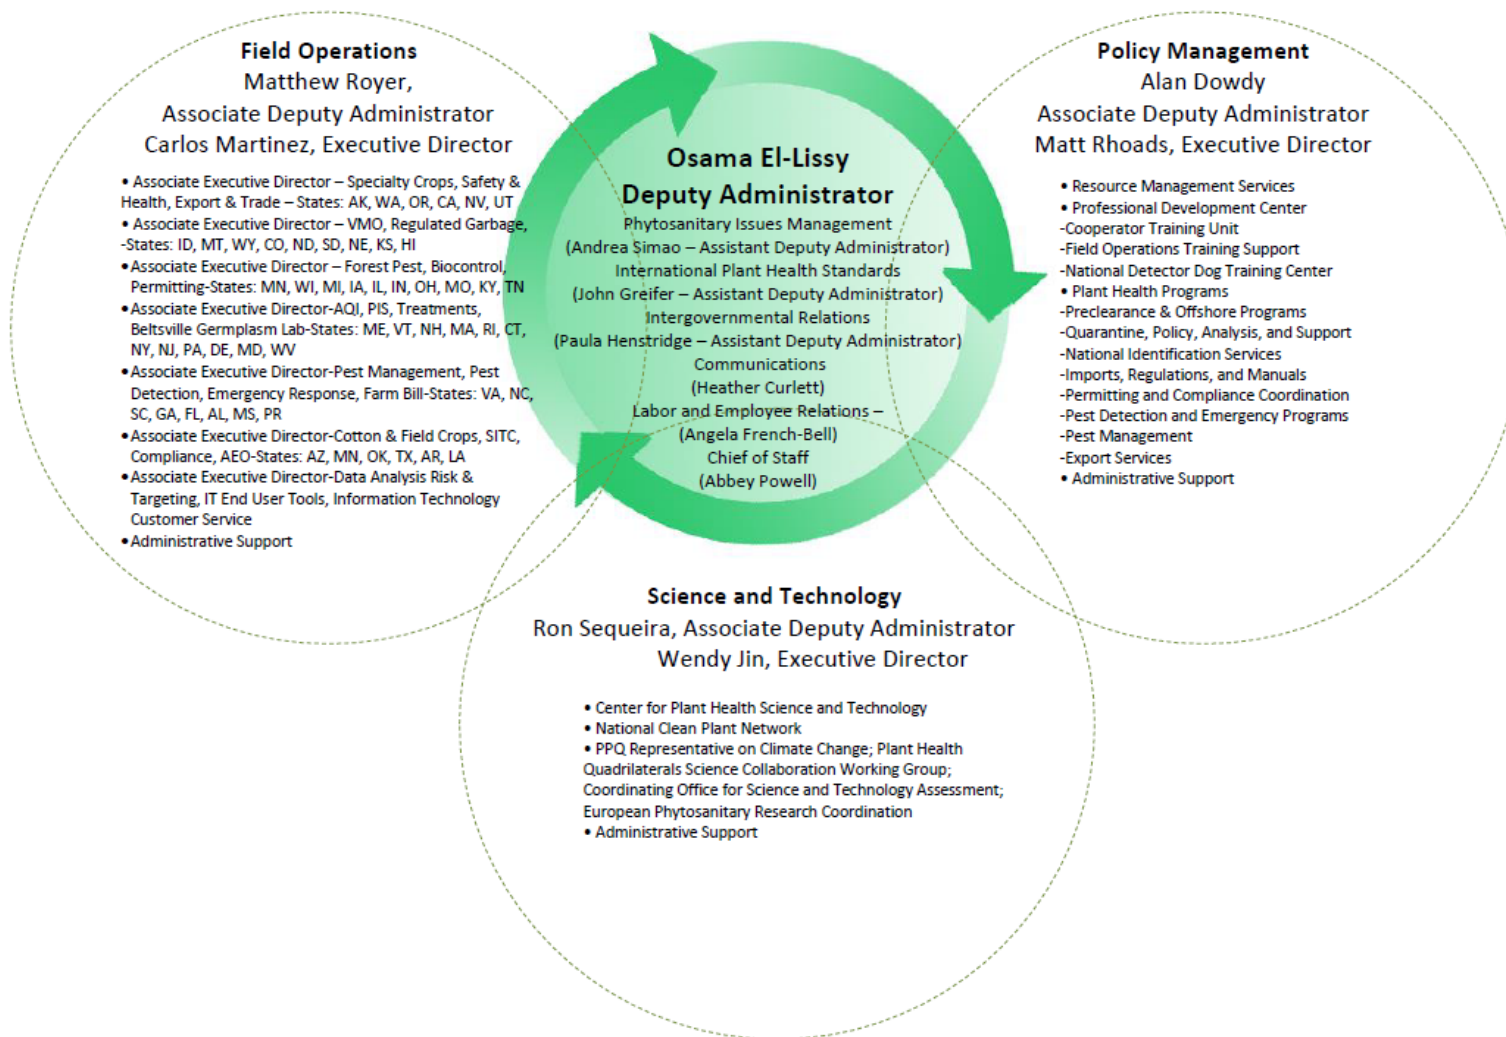 Field Operations
Matthew Royer,
Associate Deputy Administrator
Carlos Martinez, Executive Director
• Associate Executive Director – Specialty Crops, Safety &
Health, Export & Trade – States: AK, WA, OR, CA, NV, UT
• Associate Executive Director – VMO, Regulated Garbage,
-States: ID, MT, WY, CO, ND, SD, NE, KS, HI
• Associate Executive Director – Forest Pest, Biocontrol,
Permitting-States: MN, WI, MI, IA, IL, IN, OH, MO, KY, TN
• Associate Executive Director-AQI, PIS, Treatments,
Beltsville Germplasm Lab-States: ME, VT, NH, MA, RI, CT,
NY, NJ, PA, DE, MD, WV
• Associate Executive Director-Pest Management, Pest
Detection, Emergency Response, Farm Bill-States: VA, NC,
SC, GA, FL, AL, MS, PR
• Associate Executive Director-Cotton & Field Crops, SITC,
Compliance, AEO-States: AZ, MN, OK, TX, AR, LA
• Associate Executive Director-Data Analysis Risk &
Targeting, IT End User Tools, Information Technology
Customer Service
• Administrative Support
Osama El-Lissy
Deputy Administrator
Phytosanitary Issues Management
(Andrea Simao – Assistant Deputy Administrator)
International Plant Health Standards
(John Greifer – Assistant Deputy Administrator)
Intergovernmental Relations
(Paula Henstridge – Assistant Deputy Administrator)
Communications
(Heather Curlett)
Labor and Employee Relations –
(Angela French-Bell)
Chief of Staff
(Abbey Powell)
Policy Management
Alan Dowdy
Associate Deputy Administrator
Matt Rhoads, Executive Director
• Resource Management Services
• Professional Development Center
-Cooperator Training Unit
-Field Operations Training Support
-National Detector Dog Training Center
• Plant Health Programs
-Preclearance & Offshore Programs
-Quarantine, Policy, Analysis, and Support
-National Identification Services
-Imports, Regulations, and Manuals
-Permitting and Compliance Coordination
-Pest Detection and Emergency Programs
-Pest Management
-Export Services
• Administrative Support
Science and Technology
Ron Sequeira, Associate Deputy Administrator
Wendy Jin, Executive Director
• Center for Plant Health Science and Technology
• National Clean Plant Network
• PPQ Representative on Climate Change; Plant Health
Quadrilaterals Science Collaboration Working Group;
Coordinating Office for Science and Technology Assessment;
European Phytosanitary Research Coordination
• Administrative Support